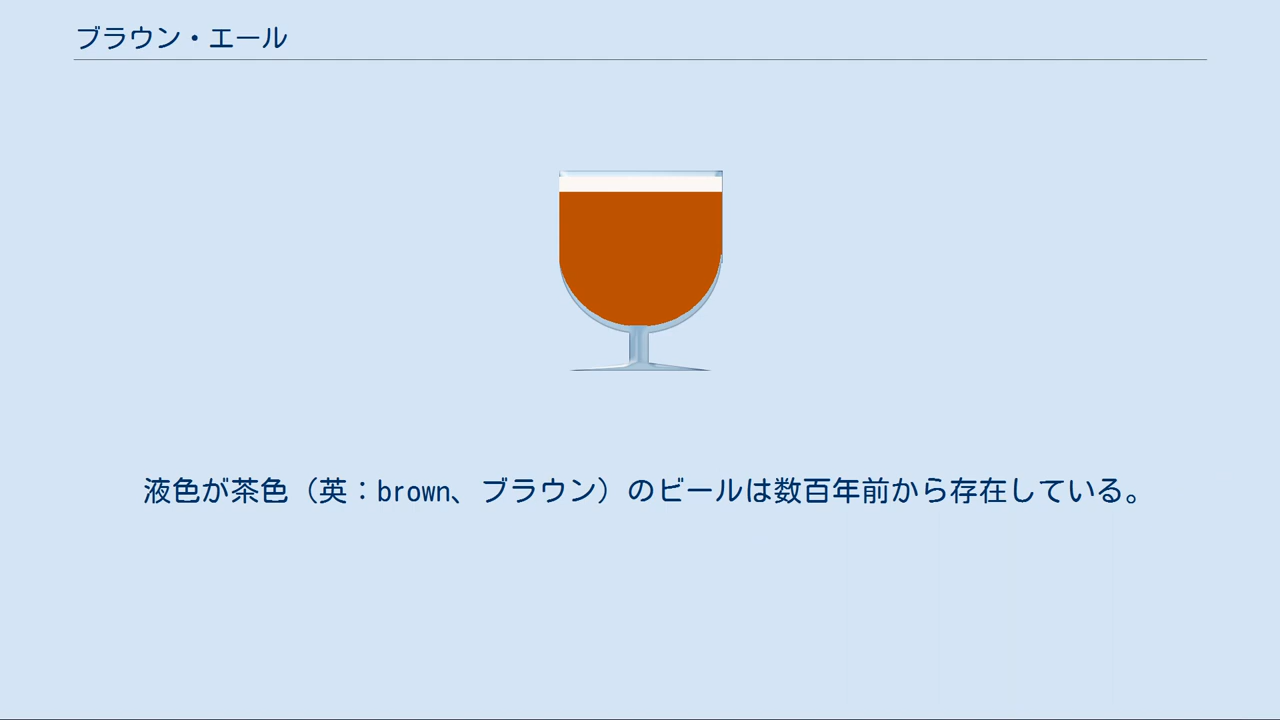 ブラウン・エール
液色が茶色（英：brown、ブラウン）のビールは数百年前から存在している。